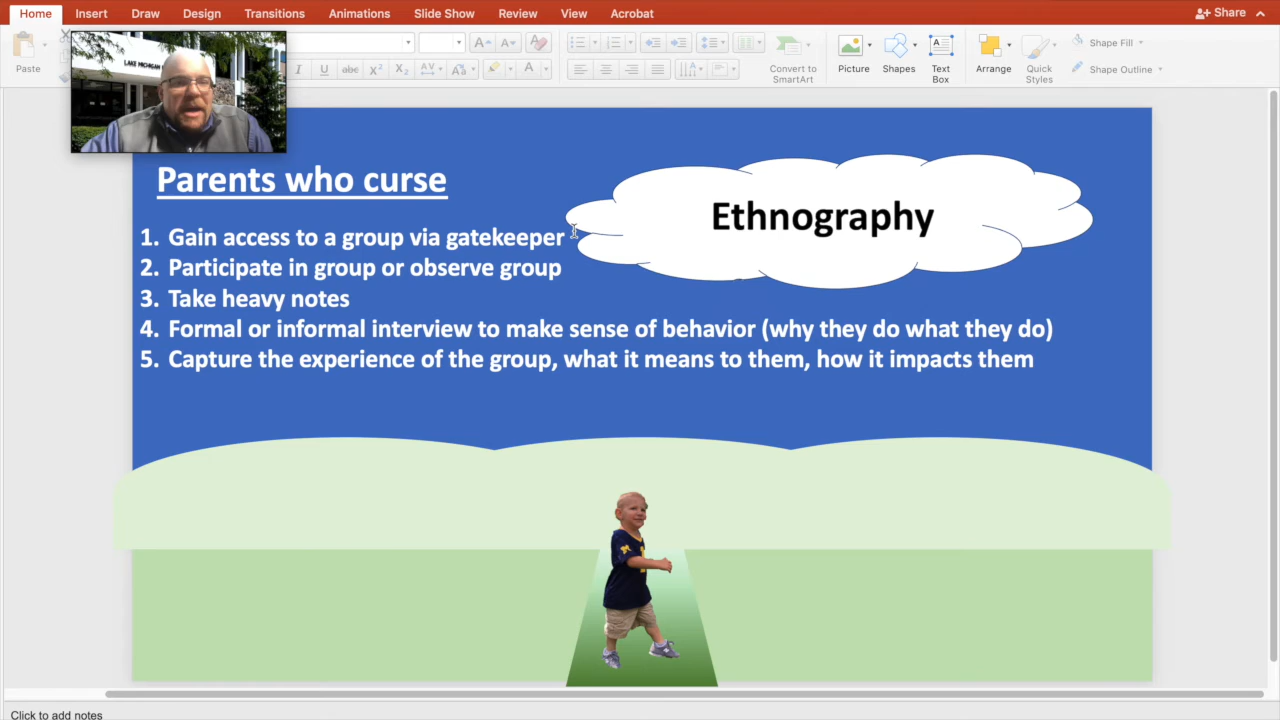 Home Insert Draw Design Transitions Animations Slide Show Review View Acrobat Share
Paste
Convert to
SmartArt
Picture
Shapes
Text
Box
Arrange
Quick
Styles
Shape Fill
Shape Outline
LAKE MICHIGAN
Parents who curse
Ethnography
1. Gain access to a group via gatekeeper
2. Participate in group or observe group
3. Take heavy notes
4. Formal or informal interview to make sense of behavior (why they do what they do)
5. Capture the experience of the group, what it means to them, how it impacts them
Click to add notes